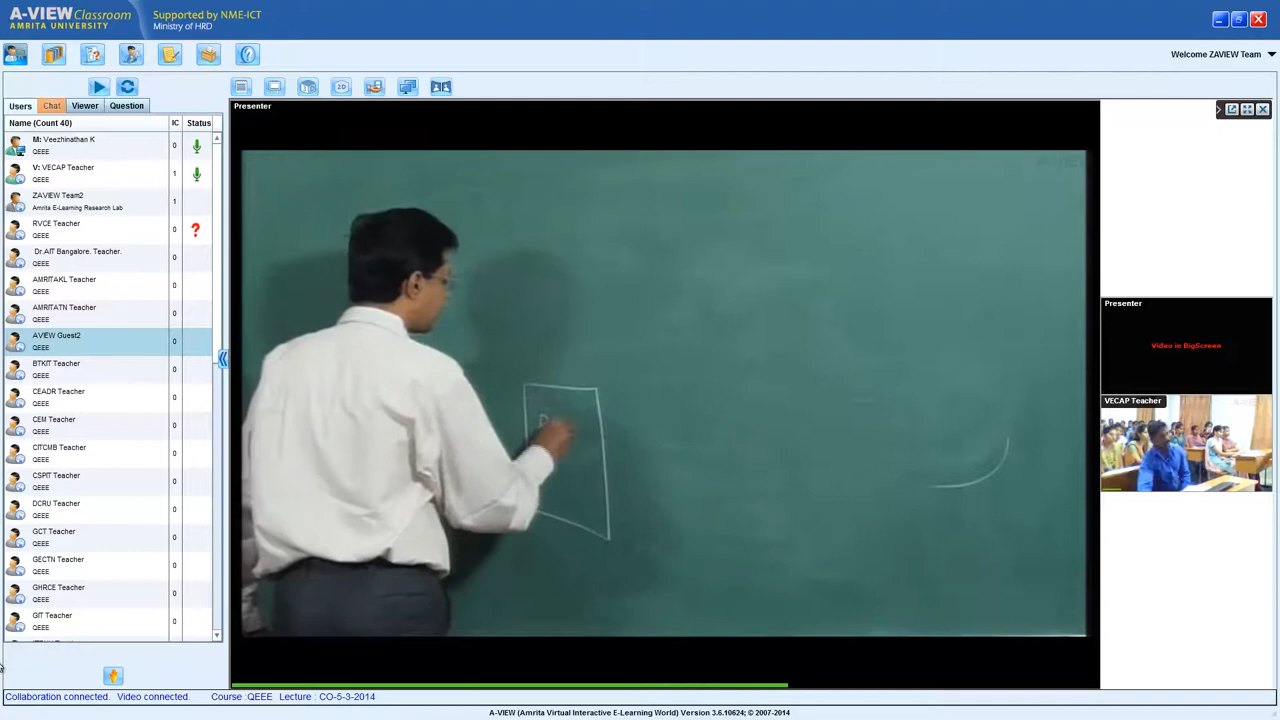 A-VIEW Classroom
AMRITA UNIVERSITY
Supported by NME-ICT
Ministry of HRD
Welcome ZAVIEW Team
2D
Users Chat Viewer Question
Name (Count 40) IC Status
M: Veezhinathan K
QEEE
0
V: VECAP Teacher
QEEE
1
ZAVIEW Team2
Amrita E-Learning Research Lab
1
RVCE Teacher
QEEE
0 ?
Dr.AIT Bangalore. Teacher.
QEEE
0
AMRITAKL Teacher
QEEE
0
AMRITATN Teacher
QEEE
0
AVIEW Guest2
QEEE
0
BTKIT Teacher
QEEE
0
CEADR Teacher
QEEE
0
CEM Teacher
QEEE
0
CITCMB Teacher
QEEE
0
CSPIT Teacher
QEEE
0
DCRU Teacher
QEEE
0
GCT Teacher
QEEE
0
GECTN Teacher
QEEE
0
GHRCE Teacher
QEEE
0
GIT Teacher
QEEE
0
Presenter
Presenter
Video in BigScreen
VECAP Teacher
Collaboration connected. Video connected. Course :QEEE Lecture : CO-5-3-2014
A-VIEW (Amrita Virtual Interactive E-Learning World) Version 3.6.10624; © 2007-2014